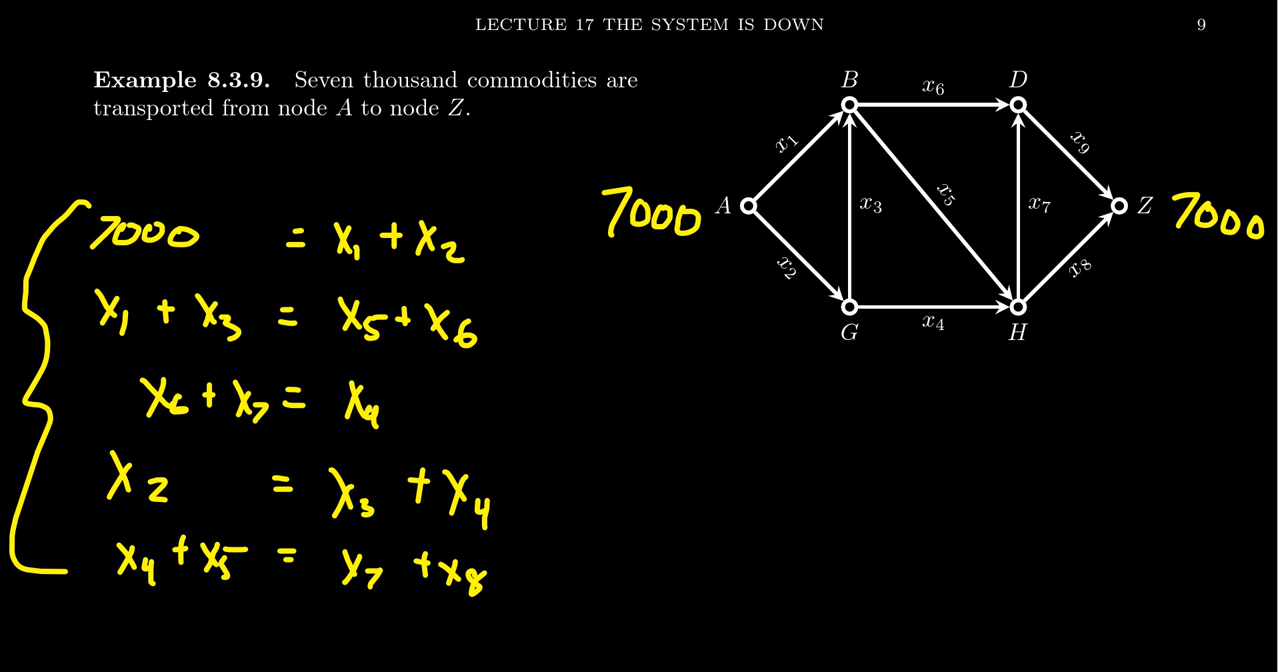 LECTURE 17 THE SYSTEM IS DOWN 9
Example 8.3.9. Seven thousand commodities are
transported from node A to node Z.
7000 = x₁ + x₂
x₁ + x₃ = x₅ + x₆
x₆ + x₇ = x₉
x₂ = x₃ + x₄
x₄ + x₅ = x₇ + x₈
B D
x₆
x₁ x₉
7000 A x₃ x₅ x₇ Z 7000
x₂ x₈
x₄
G H